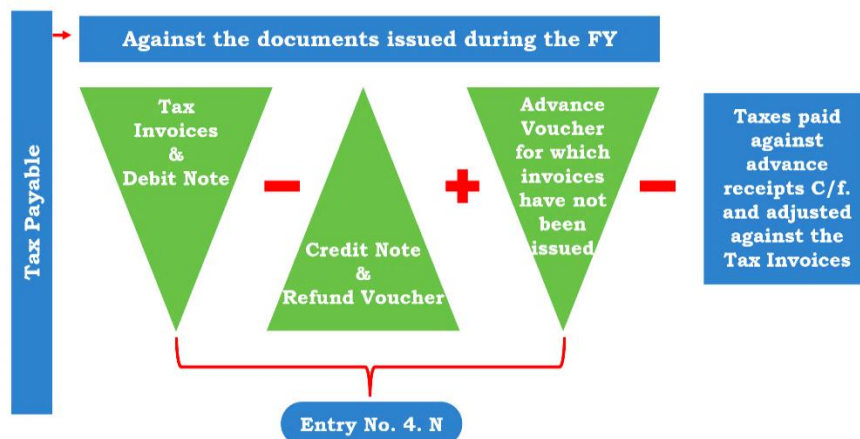 Tax Payable
Against the documents issued during the FY
Tax
Invoices
&
Debit Note
Credit Note
&
Refund Voucher
Advance
Voucher
for which
invoices
have not
been
issued
Taxes paid
against
advance
receipts C/f.
and adjusted
against the
Tax Invoices
Entry No. 4. N